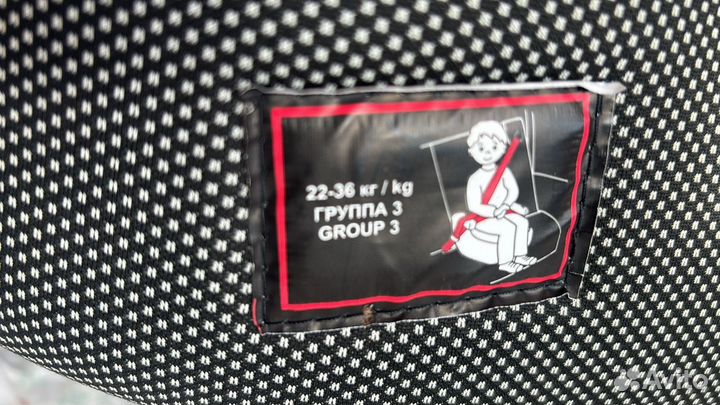 22-36 кг / kg
ГРУППА 3
GROUP 3
Avito